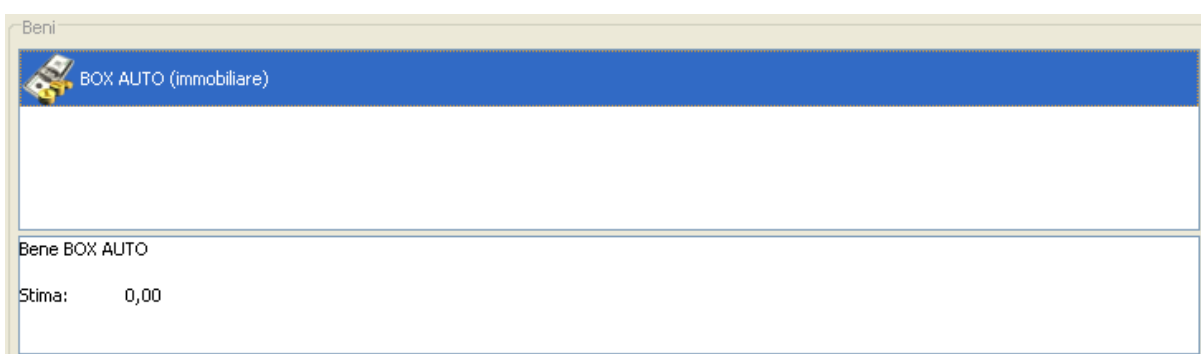 Beni
BOX AUTO (immobiliare)
Bene BOX AUTO
Stima: 0,00